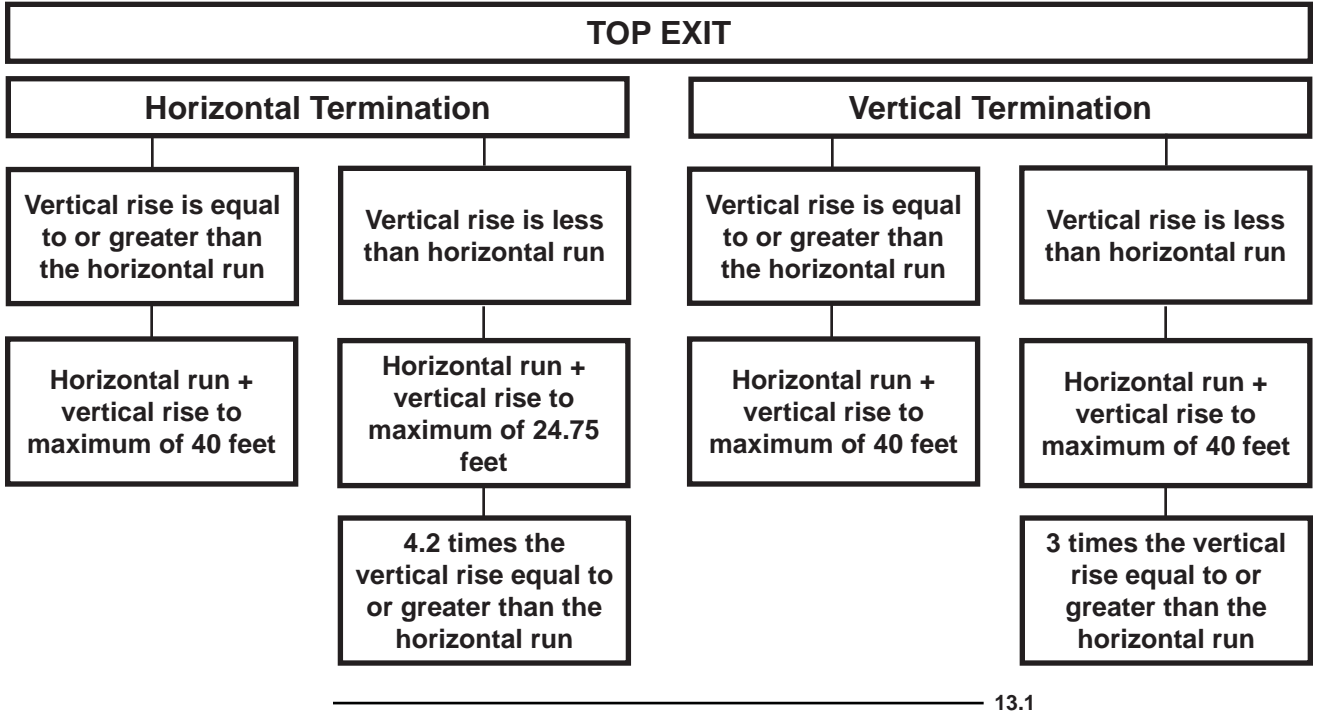 TOP EXIT
Horizontal Termination
Vertical rise is equal
to or greater than
the horizontal run
Horizontal run +
vertical rise to
maximum of 40 feet
Vertical rise is less
than horizontal run
Horizontal run +
vertical rise to
maximum of 24.75
feet
4.2 times the
vertical rise equal to
or greater than the
horizontal run
Vertical Termination
Vertical rise is equal
to or greater than
the horizontal run
Horizontal run +
vertical rise to
maximum of 40 feet
Vertical rise is less
than horizontal run
Horizontal run +
vertical rise to
maximum of 40 feet
3 times the vertical
rise equal to or
greater than the
horizontal run
13.1